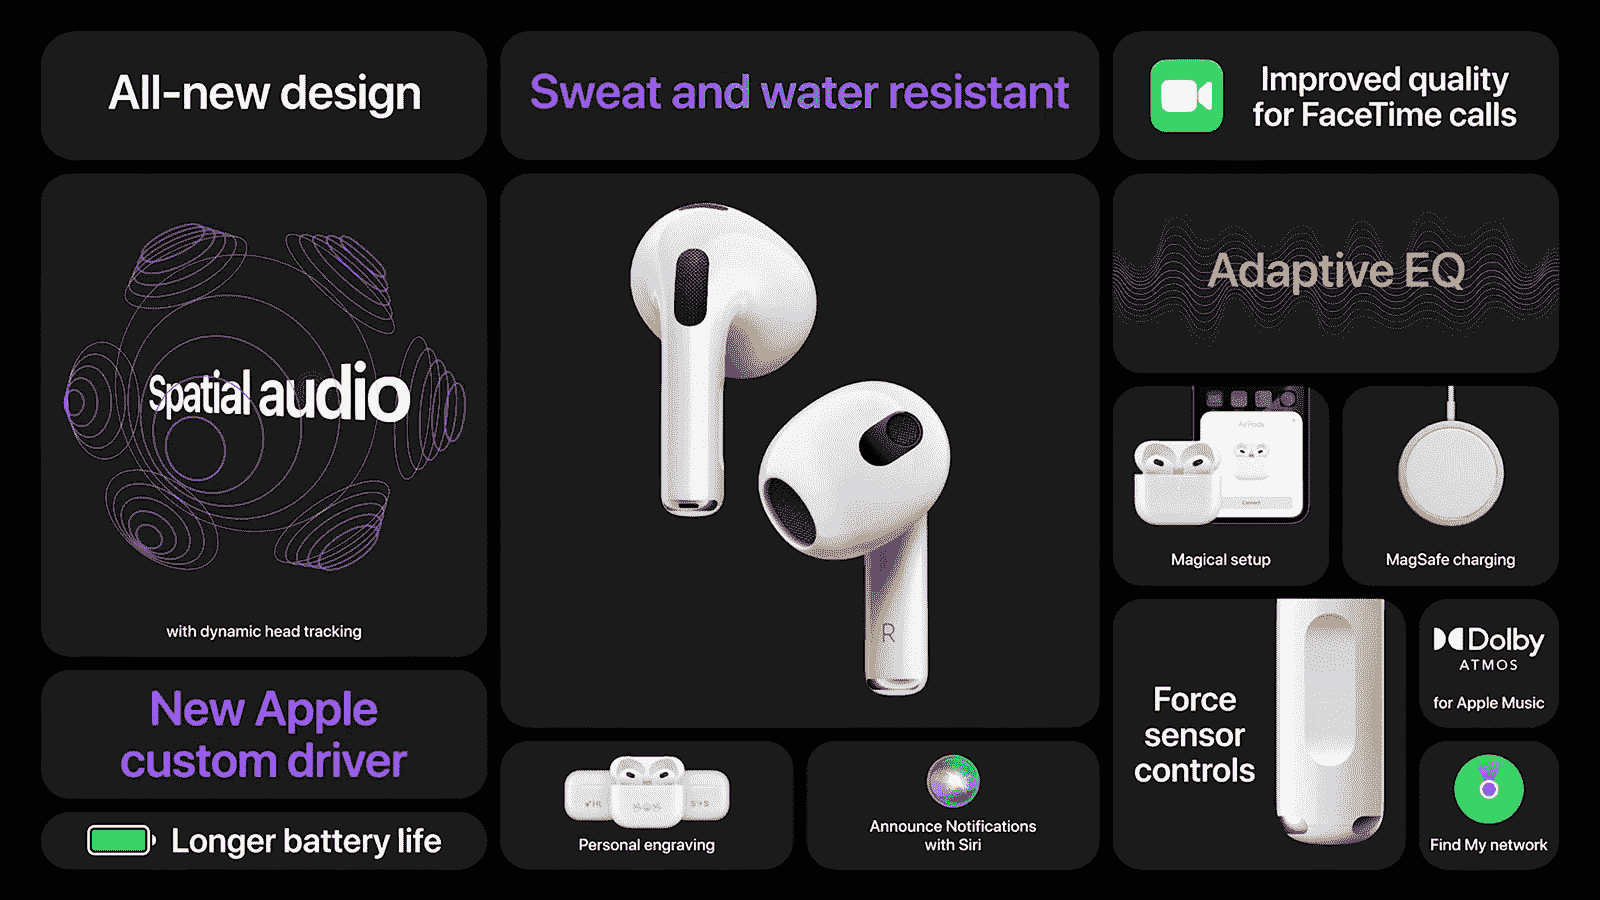 All-new design
Sweat and water resistant
Improved quality
for FaceTime calls
Spatial audio
with dynamic head tracking
Adaptive EQ
AirPods
Connect
Magical setup
MagSafe charging
R
New Apple
custom driver
Longer battery life
Personal engraving
Announce Notifications
with Siri
Force
sensor
controls
Dolby
ATMOS
for Apple Music
Find My network